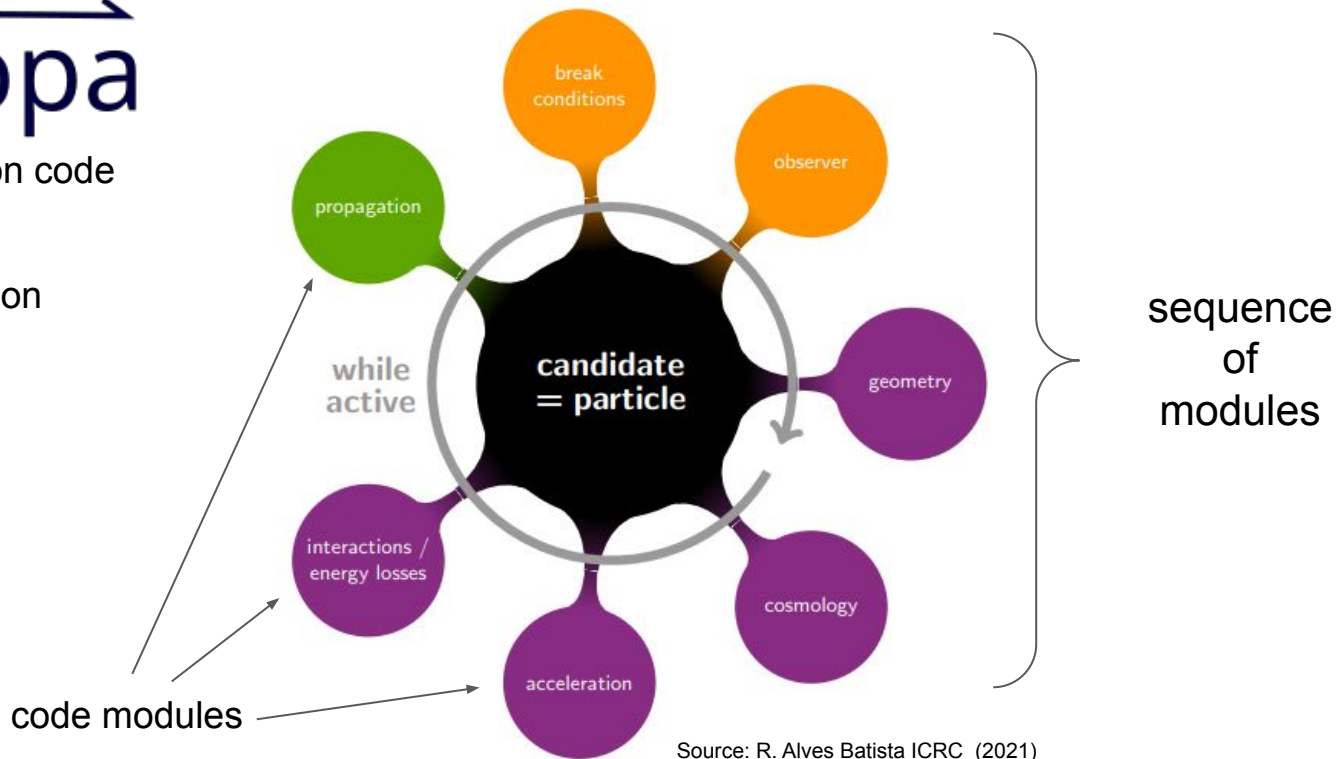 opa
on code
on
break
conditions
observer
propagation
geometry
while
active
candidate
= particle
sequence
of
modules
interactions /
energy losses
cosmology
acceleration
code modules
Source: R. Alves Batista ICRC (2021)